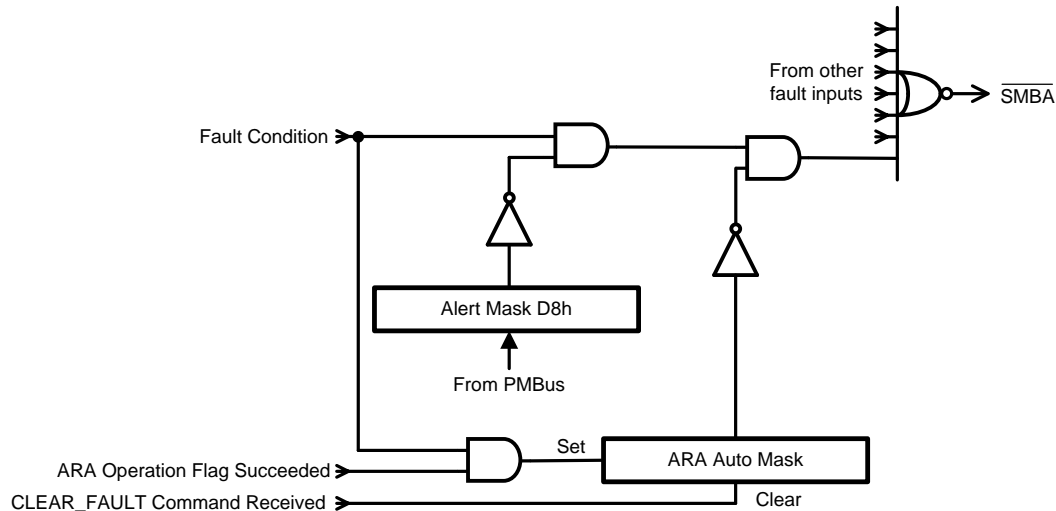 From other
fault inputs
SMBA
Fault Condition
Alert Mask D8h
From PMBus
Set
ARA Auto Mask
ARA Operation Flag Succeeded
CLEAR_FAULT Command Received
Clear